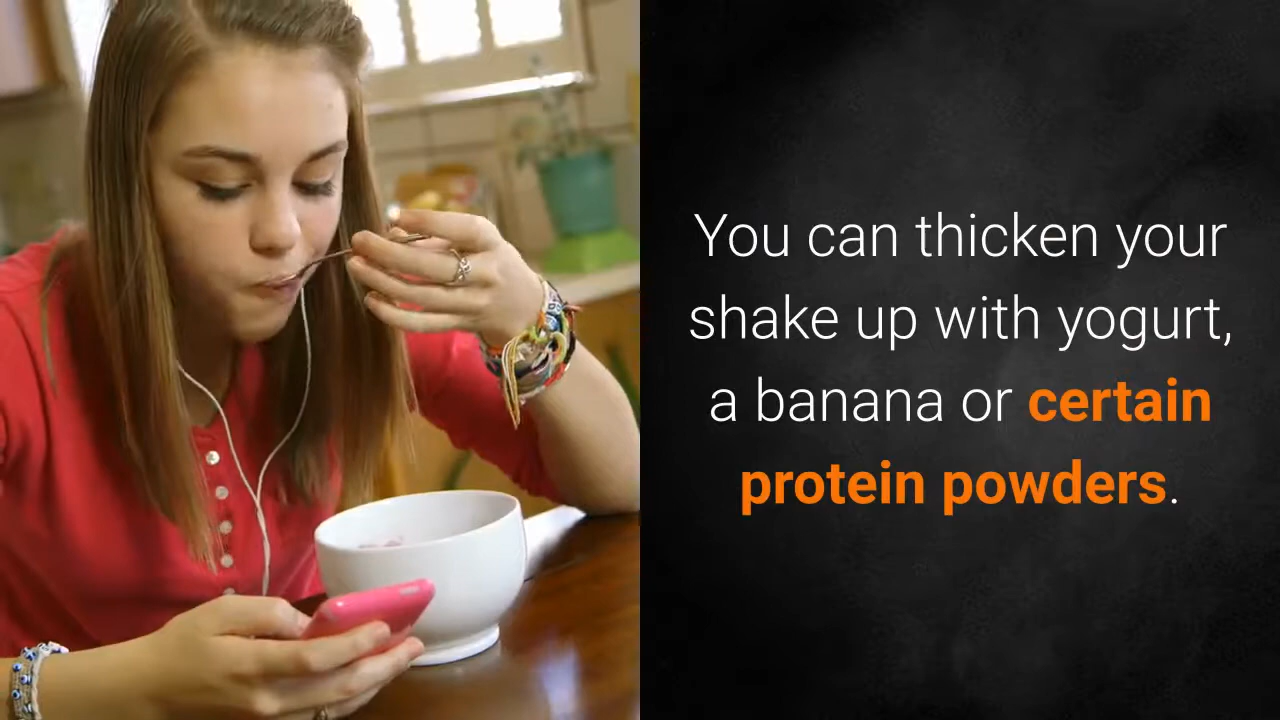 You can thicken your
shake up with yogurt,
a banana or certain
protein powders.